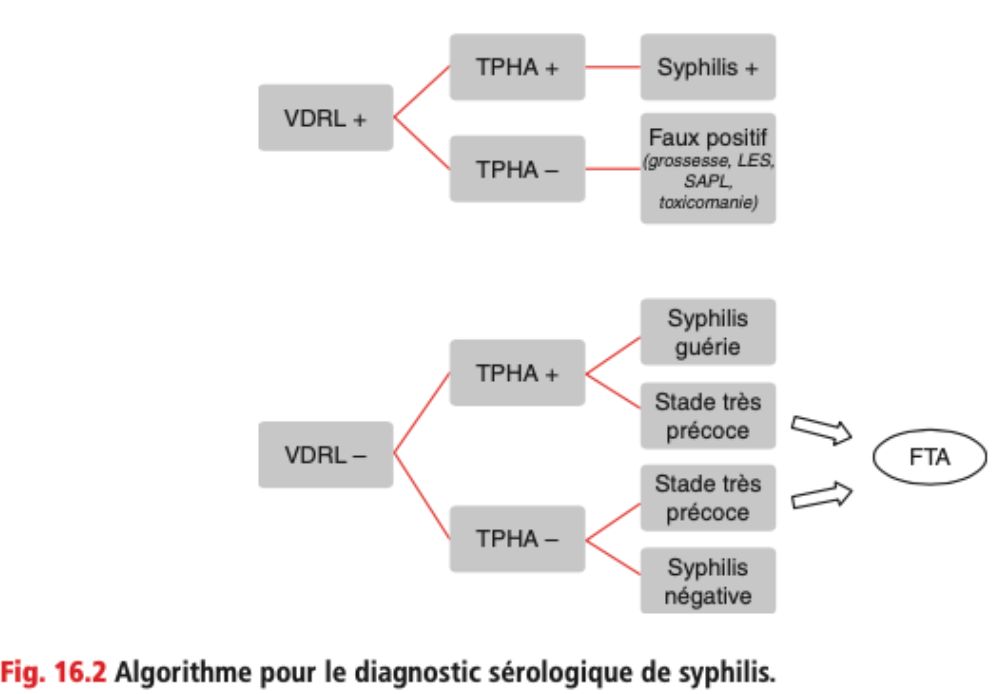 VDRL +
TPHA +
Syphilis +
TPHA –
Faux positif
(grossesse, LES,
SAPL,
toxicomanie)
VDRL –
TPHA +
Syphilis
guérie
Stade très
précoce
TPHA –
Stade très
précoce
Syphilis
négative
FTA
Fig. 16.2 Algorithme pour le diagnostic sérologique de syphilis.